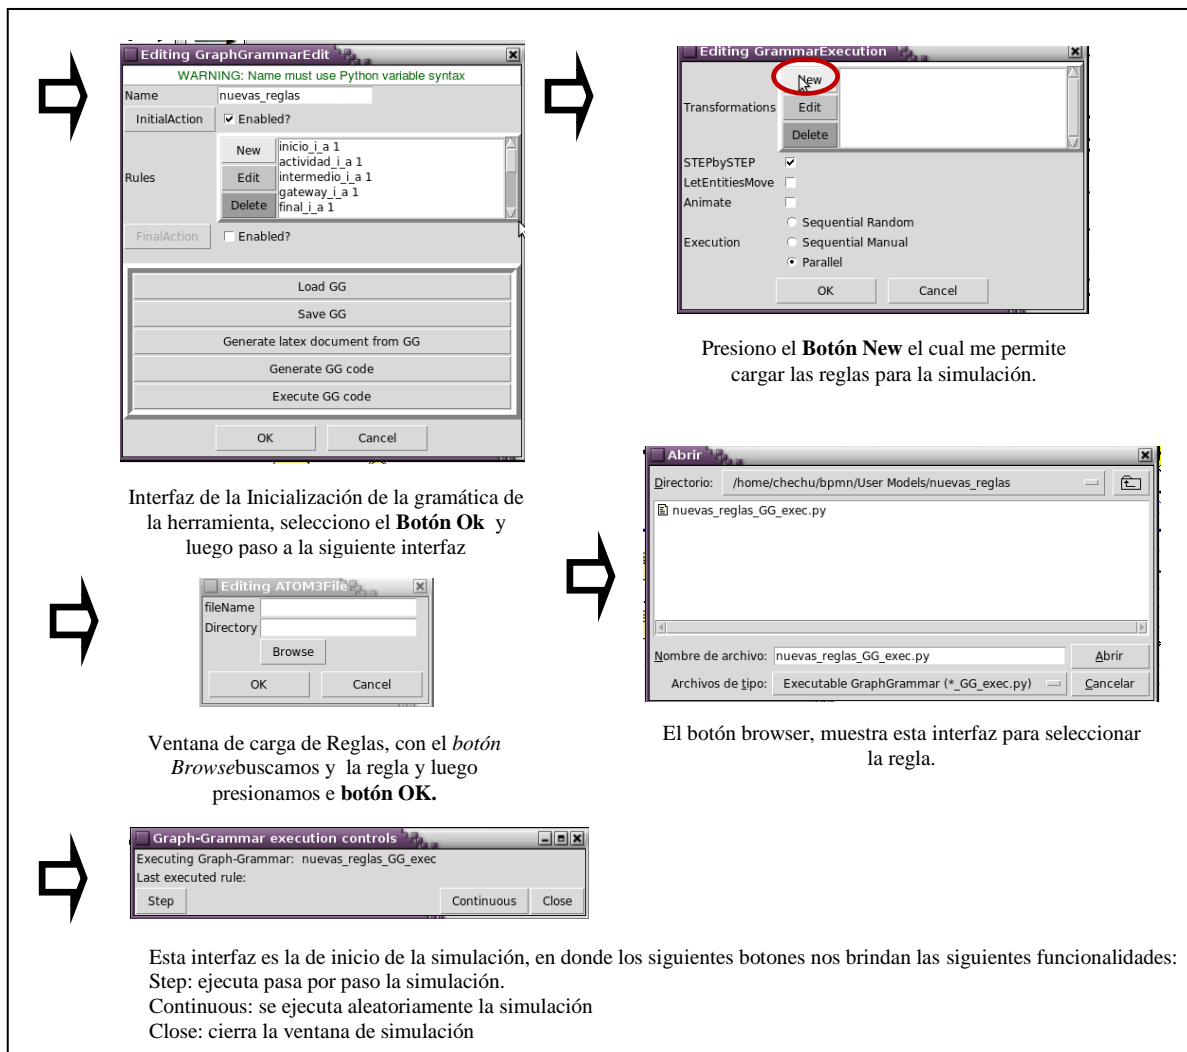 Editing GraphGrammarEdit
WARNING: Name must use Python variable syntax
Name nuevas_reglas
InitialAction Enabled?
Rules
New
Edit
Delete
inicio_i_a 1
actividad_i_a 1
intermedio_i_a 1
gateway_i_a 1
final_i_a 1
FinalAction Enabled?
Load GG
Save GG
Generate latex document from GG
Generate GG code
Execute GG code
OK Cancel
Interfaz de la Inicialización de la gramática de
la herramienta, selecciono el Botón Ok y
luego paso a la siguiente interfaz
Editing GrammarExecution
Transformations
New
Edit
Delete
STEPbySTEP
LetEntitiesMove
Animate
Execution
Sequential Random
Sequential Manual
Parallel
OK Cancel
Presiono el Botón New el cual me permite
cargar las reglas para la simulación.
Editing ATOM3File
fileName
Directory
Browse
OK Cancel
Ventana de carga de Reglas, con el botón
Browsebuscamos y la regla y luego
presionamos e botón OK.
Abrir
Directorio: /home/chechu/bpmn/User Models/nuevas_reglas
nuevas_reglas_GG_exec.py
Nombre de archivo: nuevas_reglas_GG_exec.py Abrir
Archivos de tipo: Executable GraphGrammar (*_GG_exec.py) Cancelar
El botón browser, muestra esta interfaz para seleccionar
la regla.
Graph-Grammar execution controls
Executing Graph-Grammar: nuevas_reglas_GG_exec
Last executed rule:
Step Continuous Close
Esta interfaz es la de inicio de la simulación, en donde los siguientes botones nos brindan las siguientes funcionalidades:
Step: ejecuta pasa por paso la simulación.
Continuous: se ejecuta aleatoriamente la simulación
Close: cierra la ventana de simulación